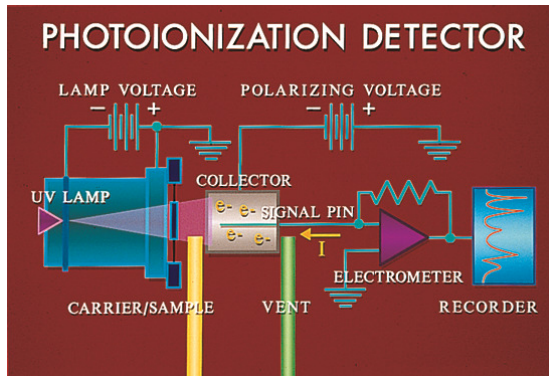 PHOTOIONIZATION DETECTOR
LAMP VOLTAGE
POLARIZING VOLTAGE
− +
− +
UV LAMP
COLLECTOR
e- e-
e- e-
SIGNAL PIN
I
ELECTROMETER
CARRIER/SAMPLE
VENT
RECORDER